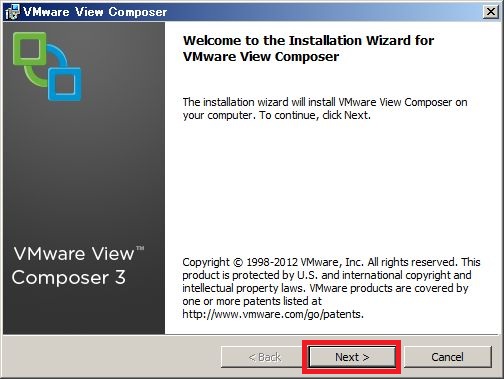 VMware View Composer
Welcome to the Installation Wizard for
VMware View Composer
The installation wizard will install VMware View Composer on
your computer. To continue, click Next.
VMware View™
Composer 3
Copyright © 1998-2012 VMware, Inc. All rights reserved. This
product is protected by U.S. and international copyright and
intellectual property laws. VMware products are covered by
one or more patents listed at
http://www.vmware.com/go/patents.
< Back
Next >
Cancel